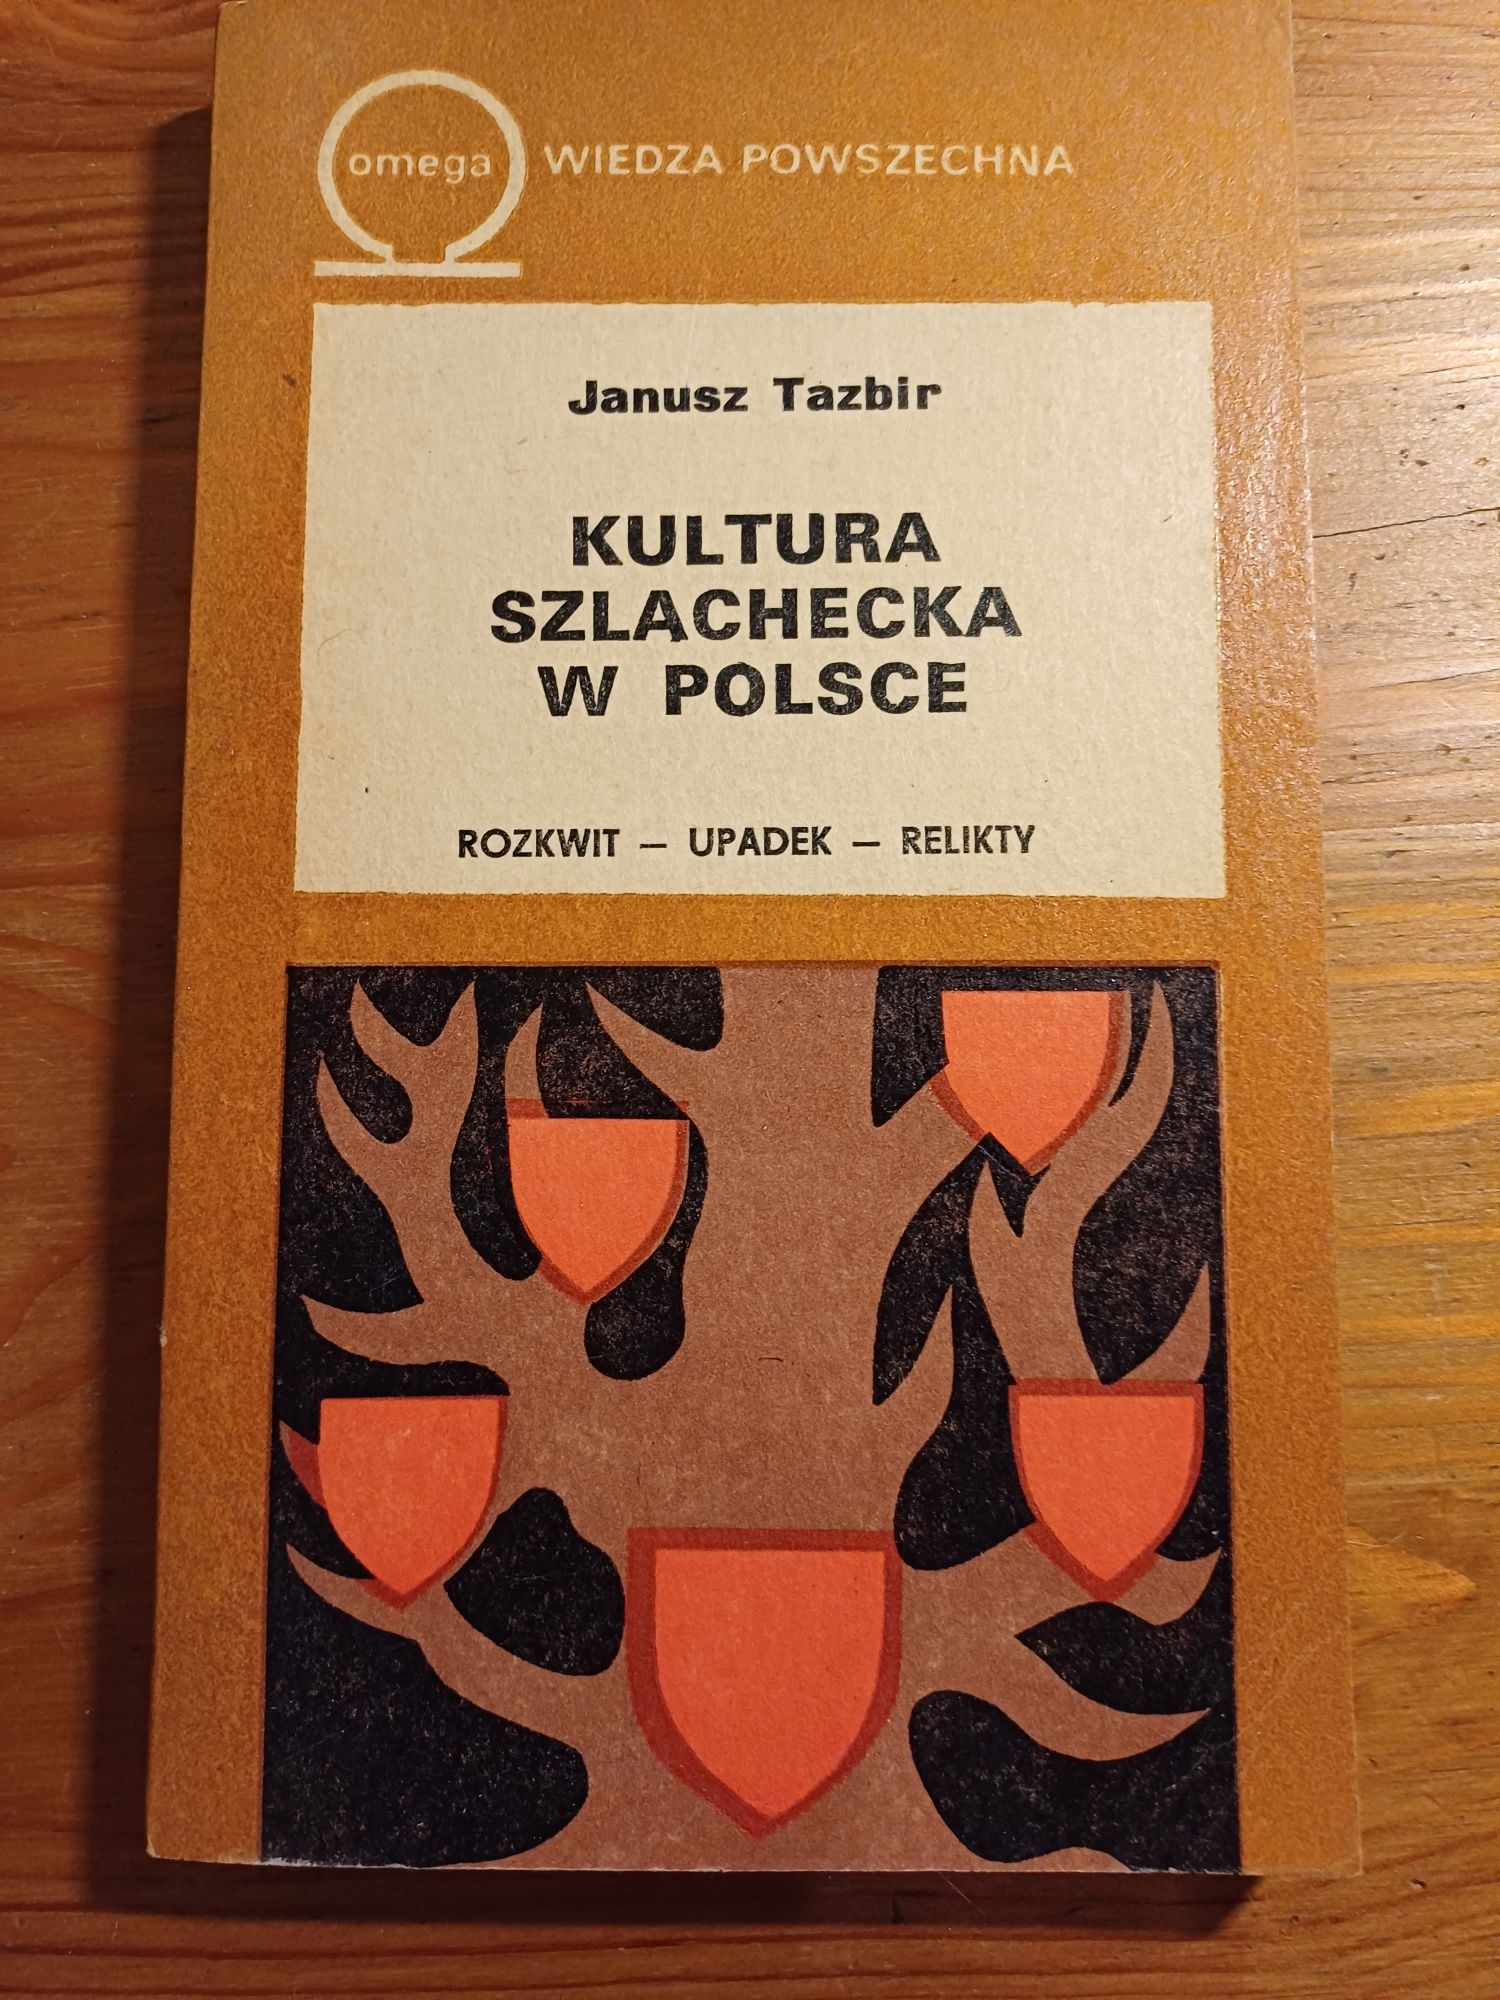 omega WIEDZA POWSZECHNA
Janusz Tazbir
KULTURA
SZLACHECKA
W POLSCE
ROZKWIT — UPADEK — RELIKTY